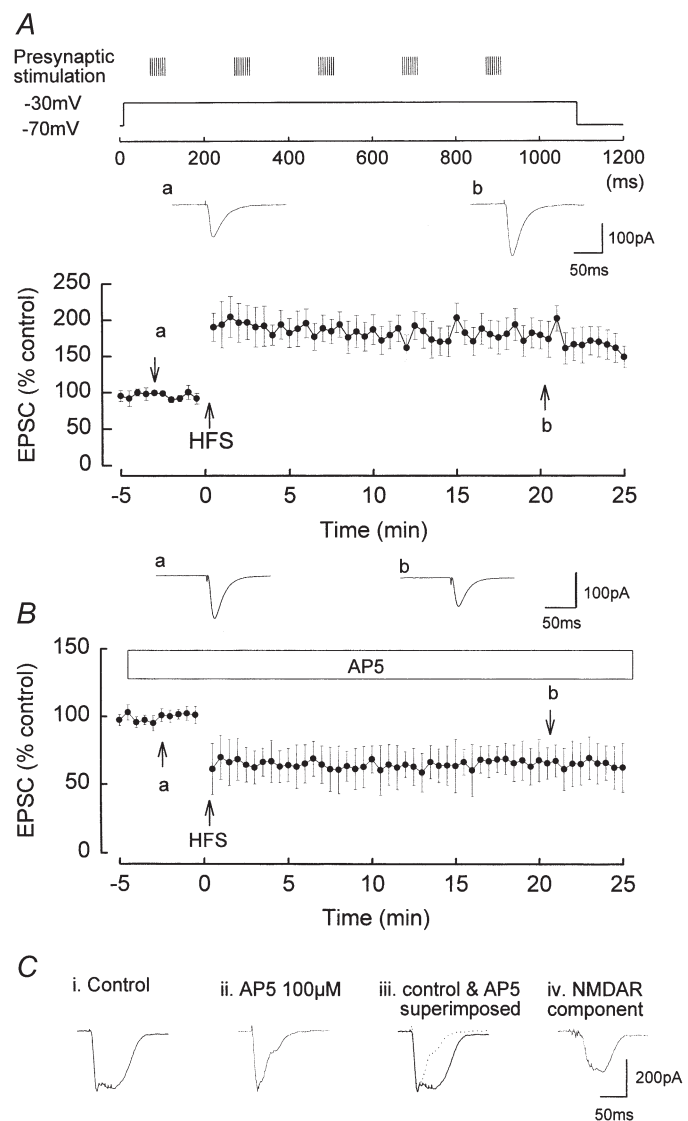 A
Presynaptic
stimulation
-30mV
-70mV
0 200 400 600 800 1000 1200
(ms)
a
b
100pA
50ms
EPSC (% control)
250
200
150
100
50
0
a
HFS
b
-5 0 5 10 15 20 25
Time (min)
a
b
100pA
50ms
B
EPSC (% control)
150
100
50
0
AP5
a
b
HFS
-5 0 5 10 15 20 25
Time (min)
C
i. Control
ii. AP5 100µM
iii. control & AP5
superimposed
iv. NMDAR
component
200pA
50ms